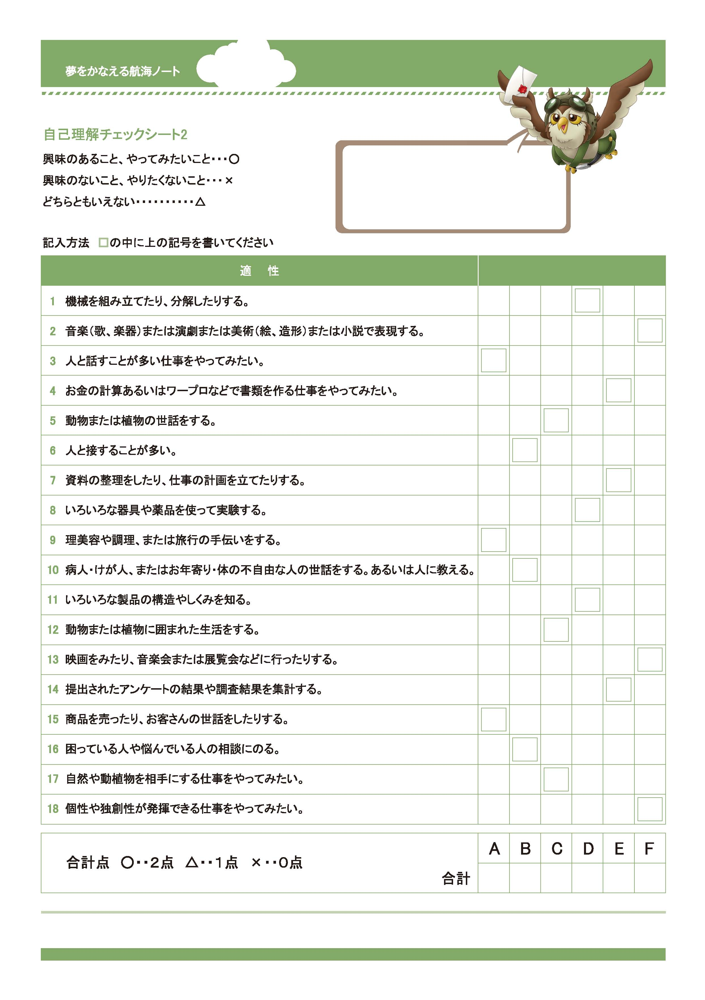 夢をかなえる航海ノート
自己理解チェックシート2
興味のあること、やってみたいこと・・・○
興味のないこと、やりたくないこと・・・×
どちらともいえない・・・・・・・・・・△
記入方法 □の中に上の記号を書いてください
適 性
1 機械を組み立てたり、分解したりする。
2 音楽（歌、楽器）または演劇または美術（絵、造形）または小説で表現する。
3 人と話すことが多い仕事をやってみたい。
4 お金の計算あるいはワープロなどで書類を作る仕事をやってみたい。
5 動物または植物の世話をする。
6 人と接することが多い。
7 資料の整理をしたり、仕事の計画を立てたりする。
8 いろいろな器具や薬品を使って実験する。
9 理美容や調理、または旅行の手伝いをする。
10 病人・けが人、またはお年寄り・体の不自由な人の世話をする。あるいは人に教える。
11 いろいろな製品の構造やしくみを知る。
12 動物または植物に囲まれた生活をする。
13 映画をみたり、音楽会または展覧会などに行ったりする。
14 提出されたアンケートの結果や調査結果を集計する。
15 商品を売ったり、お客さんの世話をしたりする。
16 困っている人や悩んでいる人の相談にのる。
17 自然や動植物を相手にする仕事をやってみたい。
18 個性や独創性が発揮できる仕事をやってみたい。
A B C D E F
合計点 ○・・2点 △・・1点 ×・・0点
合計